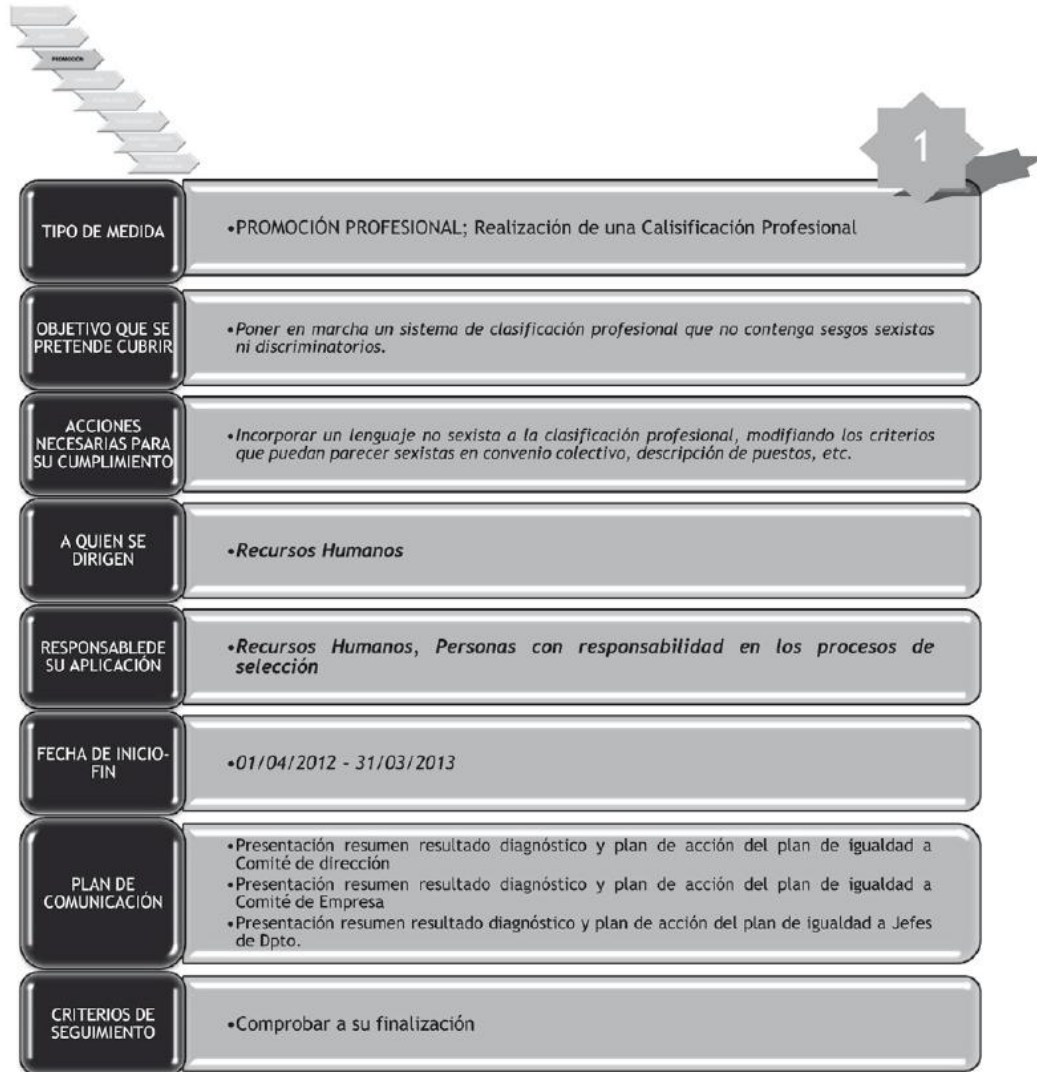 PROMOCIÓN
1
TIPO DE MEDIDA
•PROMOCIÓN PROFESIONAL; Realización de una Calisificación Profesional
OBJETIVO QUE SE
PRETENDE CUBRIR
•Poner en marcha un sistema de clasificación profesional que no contenga sesgos sexistas
ni discriminatorios.
ACCIONES
NECESARIAS PARA
SU CUMPLIMIENTO
•Incorporar un lenguaje no sexista a la clasificación profesional, modifiando los criterios
que puedan parecer sexistas en convenio colectivo, descripción de puestos, etc.
A QUIEN SE
DIRIGEN
•Recursos Humanos
RESPONSABLEDE
SU APLICACIÓN
•Recursos Humanos, Personas con responsabilidad en los procesos de
selección
FECHA DE INICIO-
FIN
•01/04/2012 - 31/03/2013
PLAN DE
COMUNICACIÓN
•Presentación resumen resultado diagnóstico y plan de acción del plan de igualdad a
Comité de dirección
•Presentación resumen resultado diagnóstico y plan de acción del plan de igualdad a
Comité de Empresa
•Presentación resumen resultado diagnóstico y plan de acción del plan de igualdad a Jefes
de Dpto.
CRITERIOS DE
SEGUIMIENTO
•Comprobar a su finalización